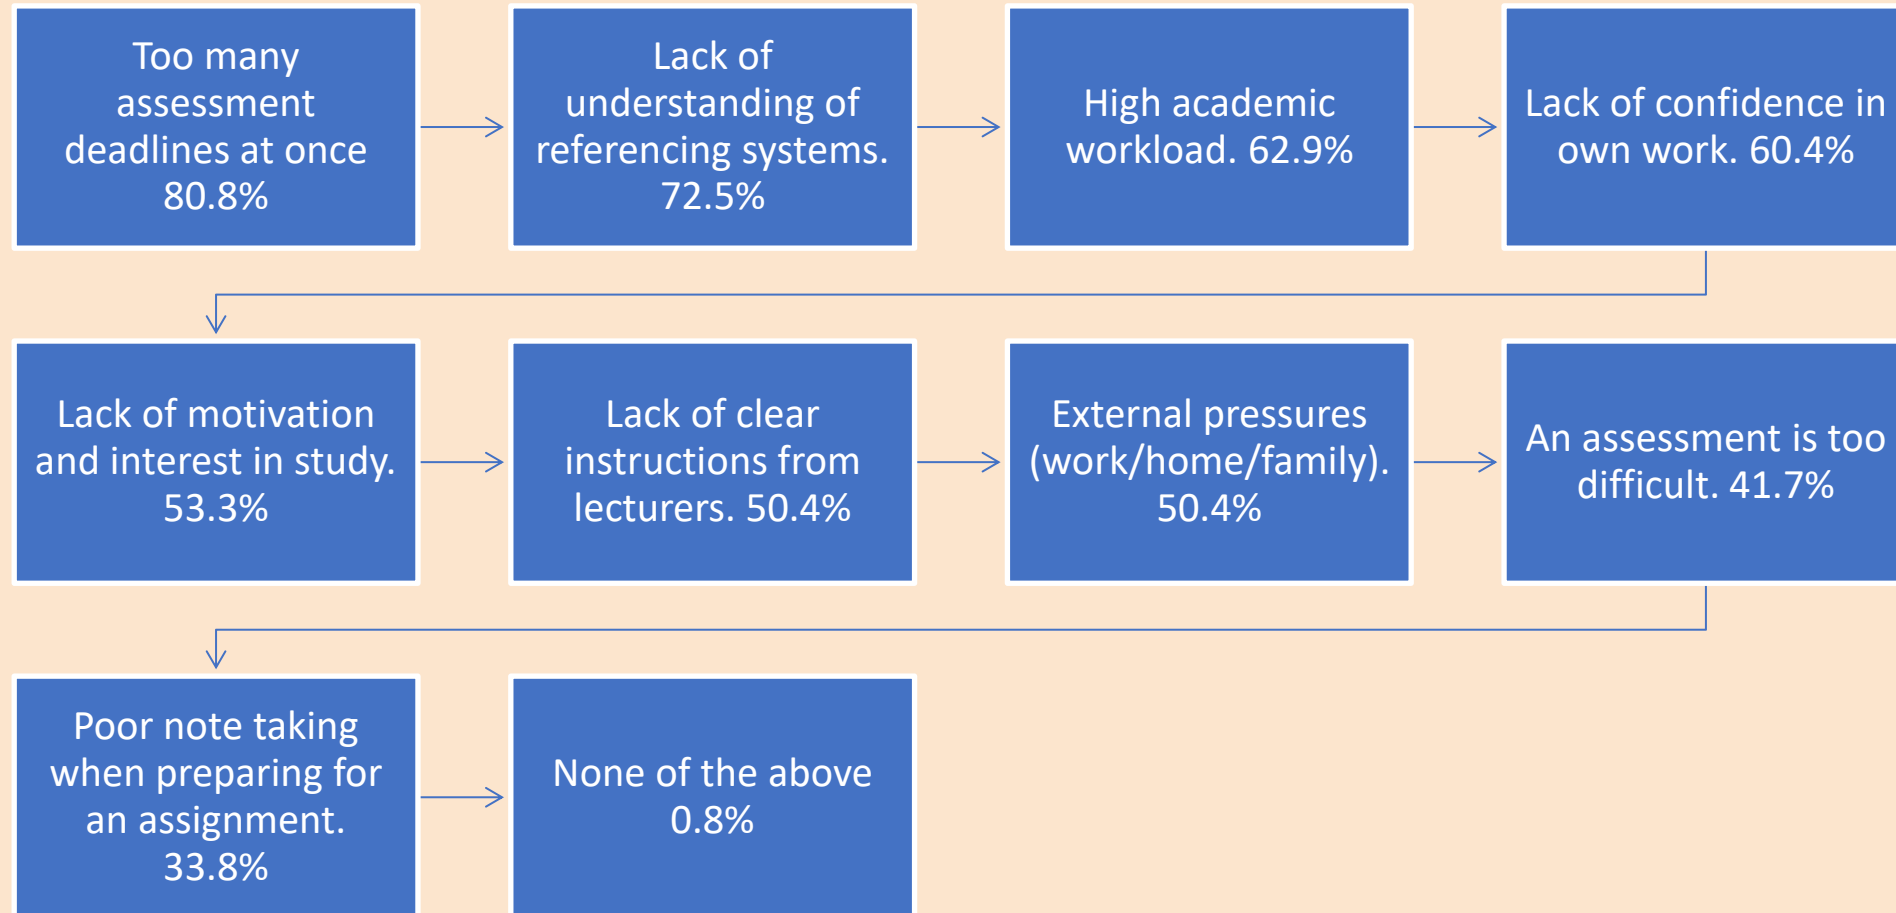 Too many
assessment
deadlines at once
80.8%
Lack of
understanding of
referencing systems.
72.5%
High academic
workload. 62.9%
Lack of confidence in
own work. 60.4%
Lack of motivation
and interest in study.
53.3%
Lack of clear
instructions from
lecturers. 50.4%
External pressures
(work/home/family).
50.4%
An assessment is too
difficult. 41.7%
Poor note taking
when preparing for
an assignment.
33.8%
None of the above
0.8%